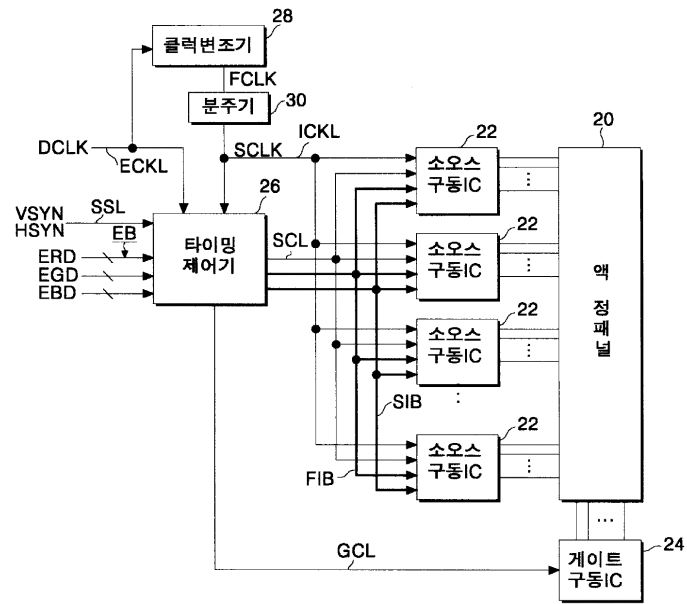 28
클럭변조기
FCLK
분주기
30
DCLK
ECKL
SCLK
ICKL
22
20
소오스
구동IC
26
VSYN
HSYN
SSL
EB
타이밍
제어기
SCL
ERD
EGD
EBD
22
소오스
구동IC
액
정
패
널
22
소오스
구동IC
SIB
22
소오스
구동IC
FIB
GCL
게이트
구동IC
24